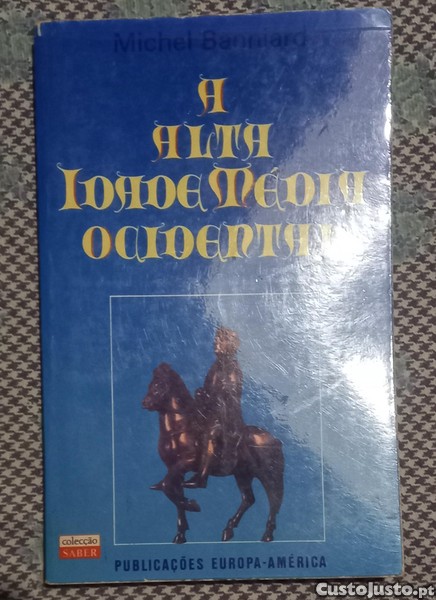 Michel Banniard
A
ALTA
IDADE MÉDIA
OCIDENTAL
colecção
SABER
PUBLICAÇÕES EUROPA-AMÉRICA
CustoJusto.pt